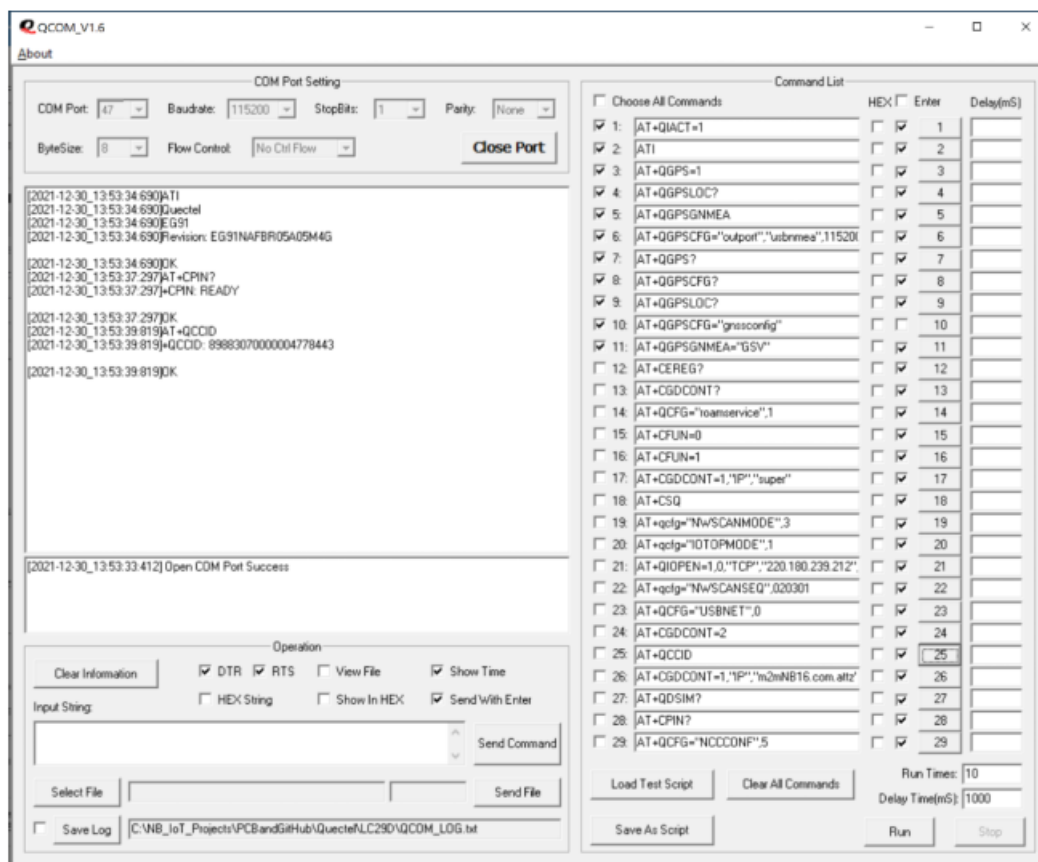 QCOM_V1.6
About
COM Port Setting
COM Port: 47 Baudrate: 115200 StopBits: 1 Parity: None
ByteSize: 8 Flow Control: No Ctrl Flow Close Port
[2021-12-30_13:53:34:690]ATI
[2021-12-30_13:53:34:690]Quectel
[2021-12-30_13:53:34:690]EG91
[2021-12-30_13:53:34:690]Revision: EG91NAFBR05A05M4G
[2021-12-30_13:53:34:690]OK
[2021-12-30_13:53:37:297]AT+CPIN?
[2021-12-30_13:53:37:297]+CPIN: READY
[2021-12-30_13:53:37:297]OK
[2021-12-30_13:53:39:819]AT+QCCID
[2021-12-30_13:53:39:819]+QCCID: 89883070000004778443
[2021-12-30_13:53:39:819]OK
[2021-12-30_13:53:33:412] Open COM Port Success
Operation
Clear Information DTR RTS View File Show Time
HEX String Show In HEX Send With Enter
Input String:
Send Command
Select File Send File
Save Log C:\NB_IoT_Projects\PCBandGitHub\Quectel\LC29D\QCOM_LOG.txt
Command List
Choose All Commands HEX Enter Delay(mS)
1: AT+QIACT=1 1
2: ATI 2
3: AT+QGPS=1 3
4: AT+QGPSLOC? 4
5: AT+QGPSGNMEA 5
6: AT+QGPSCFG="outport","usbnmea",115200 6
7: AT+QGPS? 7
8: AT+QGPSCFG? 8
9: AT+QGPSLOC? 9
10: AT+QGPSCFG="gnssconfig" 10
11: AT+QGPSGNMEA="GSV" 11
12: AT+CEREG? 12
13: AT+CGDCONT? 13
14: AT+QCFG="roamservice",1 14
15: AT+CFUN=0 15
16: AT+CFUN=1 16
17: AT+CGDCONT=1,"IP","super" 17
18: AT+CSQ 18
19: AT+qcfg="NWSCANMODE",3 19
20: AT+qcfg="IOTOPMODE",1 20
21: AT+QIOPEN=1,0,"TCP","220.180.239.212", 21
22: AT+qcfg="NWSCANSEQ",020301 22
23: AT+QCFG="USBNET",0 23
24: AT+CGDCONT=2 24
25: AT+QCCID 25
26: AT+CGDCONT=1,"IP","m2mNB16.com.attz" 26
27: AT+QDSIM? 27
28: AT+CPIN? 28
29: AT+QCFG="NCCCONF",5 29
Load Test Script Clear All Commands Run Times: 10
Delay Time(mS): 1000
Save As Script Run Stop